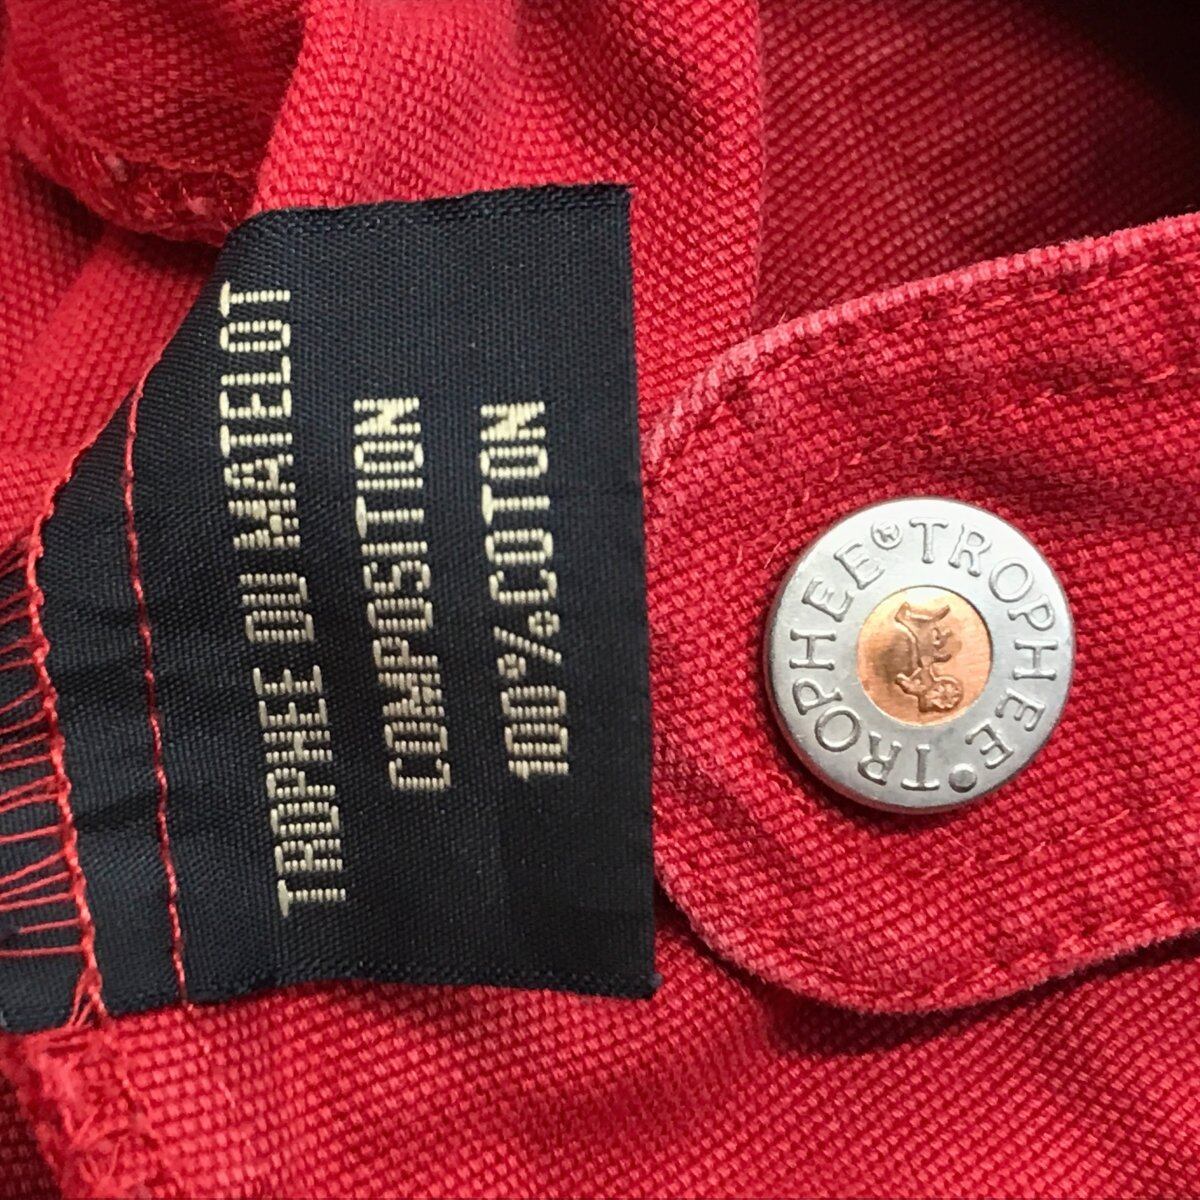 TROPHEE DU MATELOT
COMPOSITION
100%COTON
TROPHEE® TROPHEE • TROPHEE